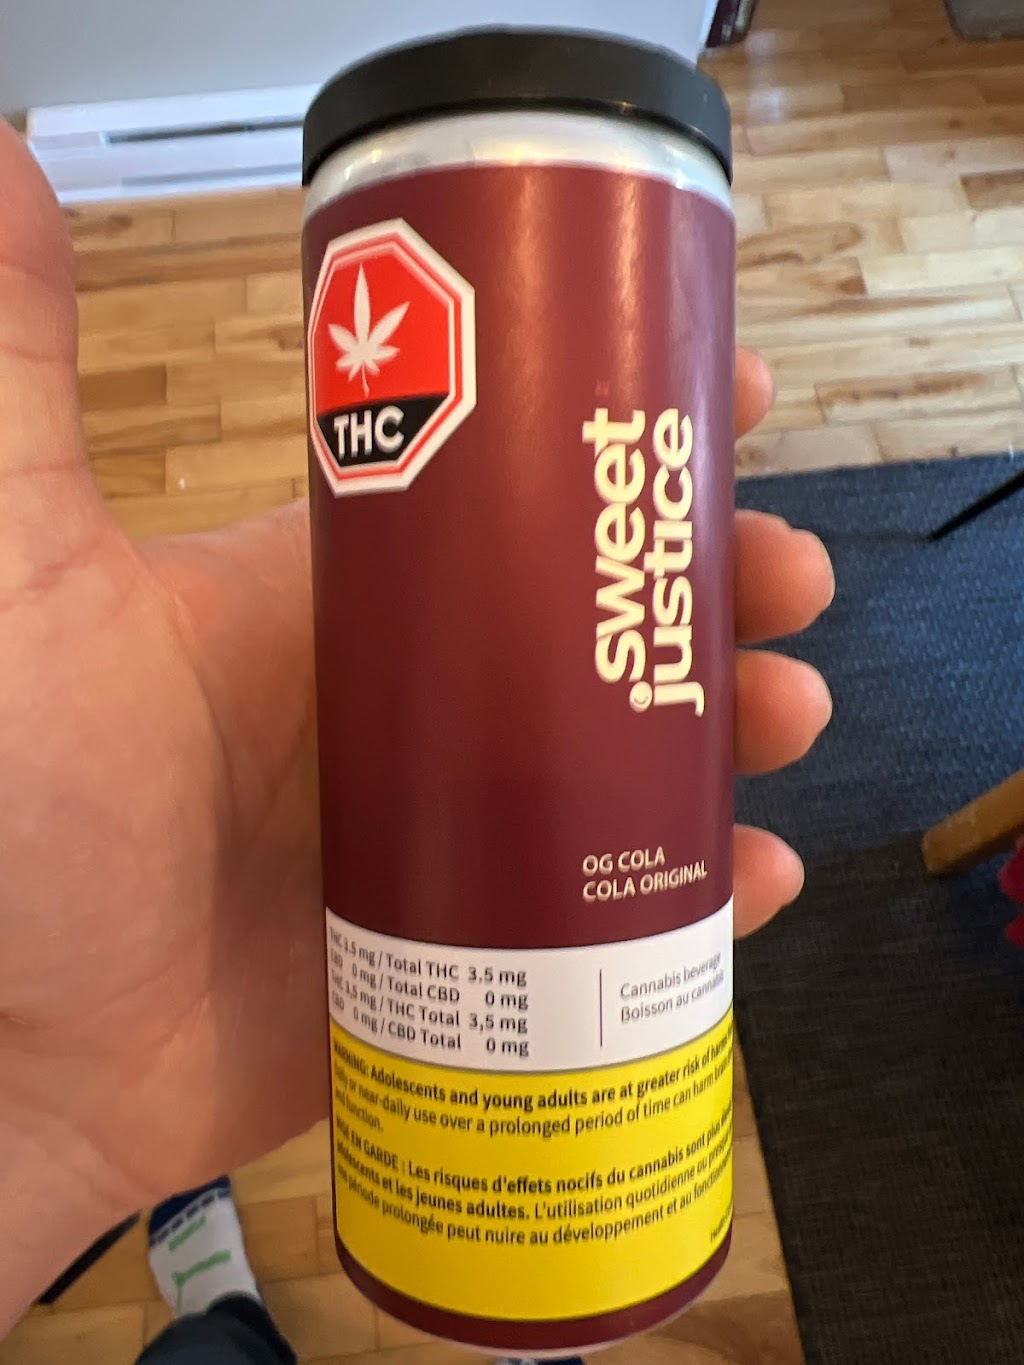 THC
sweet
justice
OG COLA
COLA ORIGINAL
THC 3.5 mg / Total THC 3.5 mg
CBD 0 mg / Total CBD 0 mg
THC 3,5 mg / THC Total 3,5 mg
CBD 0 mg / CBD Total 0 mg
Cannabis beverage
Boisson au cannabis
WARNING: Adolescents and young adults are at greater risk of harms
Daily or near-daily use over a prolonged period of time can harm brain
and function.
MISE EN GARDE : Les risques d'effets nocifs du cannabis sont plus
adolescents et les jeunes adultes. L'utilisation quotidienne ou
une période prolongée peut nuire au développement et au